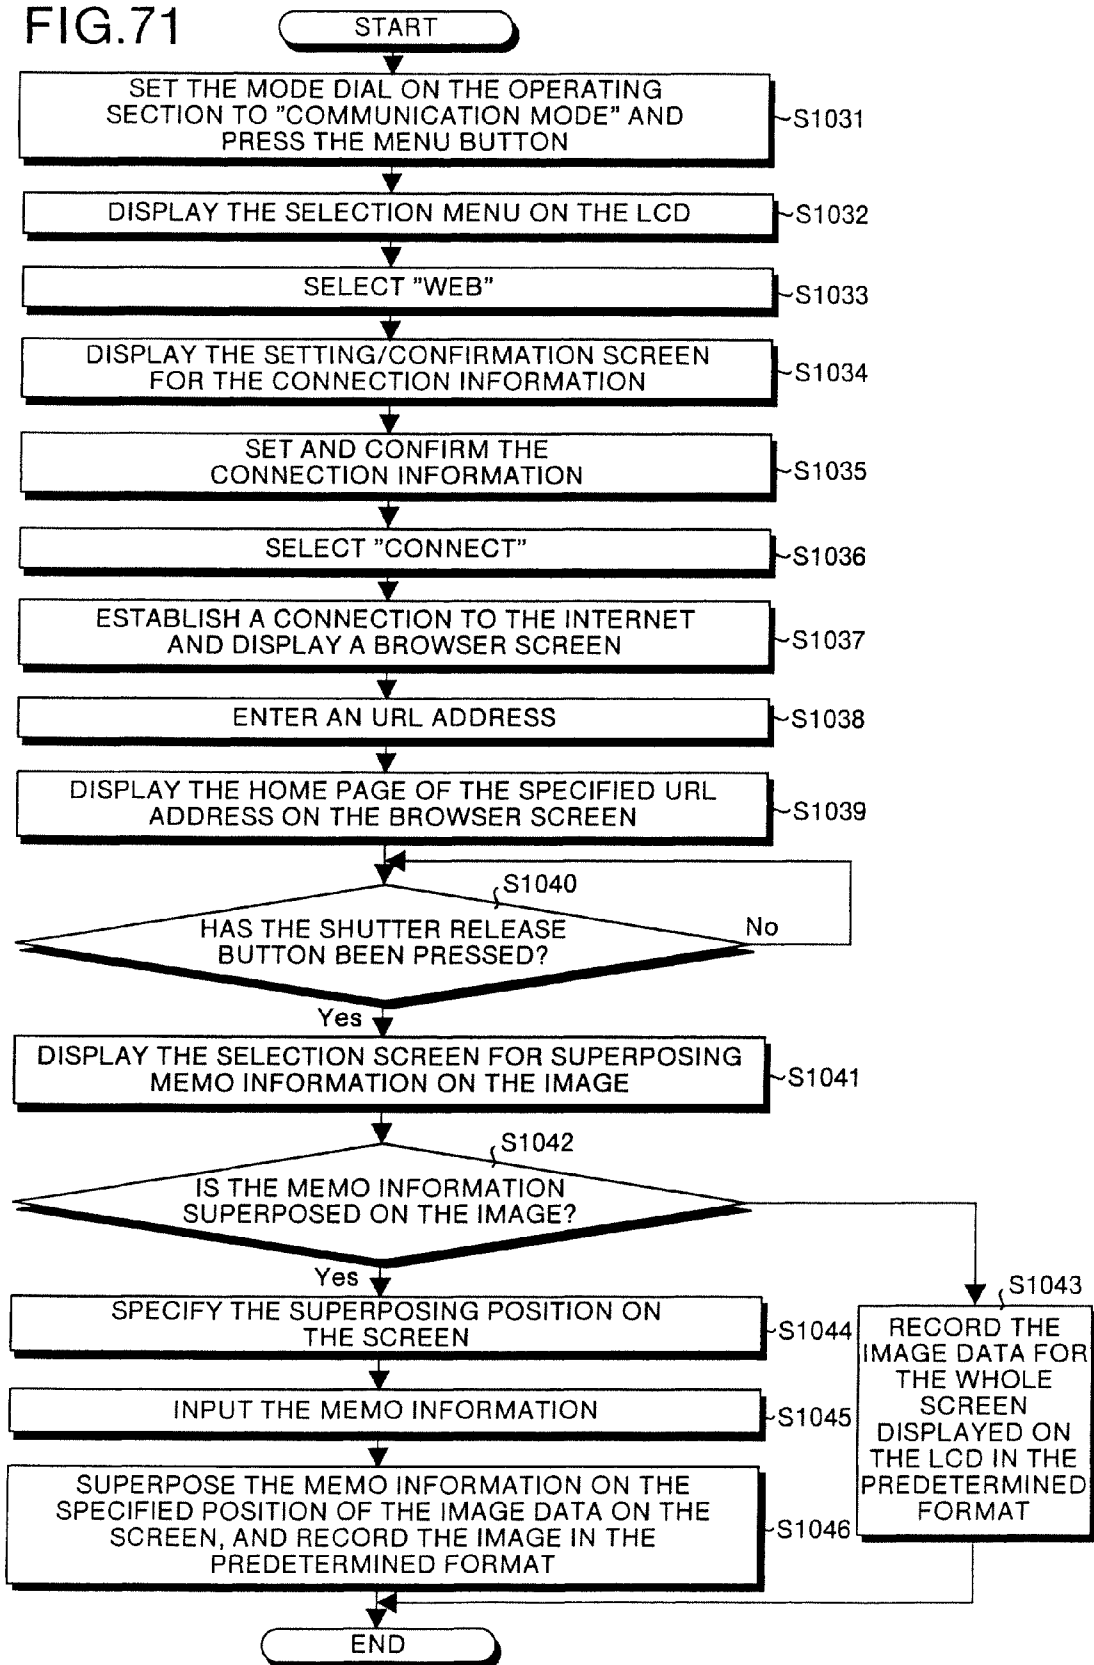 FIG.71
START
SET THE MODE DIAL ON THE OPERATING
SECTION TO "COMMUNICATION MODE" AND
PRESS THE MENU BUTTON
S1031
DISPLAY THE SELECTION MENU ON THE LCD
S1032
SELECT "WEB"
S1033
DISPLAY THE SETTING/CONFIRMATION SCREEN
FOR THE CONNECTION INFORMATION
S1034
SET AND CONFIRM THE
CONNECTION INFORMATION
S1035
SELECT "CONNECT"
S1036
ESTABLISH A CONNECTION TO THE INTERNET
AND DISPLAY A BROWSER SCREEN
S1037
ENTER AN URL ADDRESS
S1038
DISPLAY THE HOME PAGE OF THE SPECIFIED URL
ADDRESS ON THE BROWSER SCREEN
S1039
S1040
HAS THE SHUTTER RELEASE
BUTTON BEEN PRESSED?
No
Yes
DISPLAY THE SELECTION SCREEN FOR SUPERPOSING
MEMO INFORMATION ON THE IMAGE
S1041
S1042
IS THE MEMO INFORMATION
SUPERPOSED ON THE IMAGE?
Yes
SPECIFY THE SUPERPOSING POSITION ON
THE SCREEN
S1044
INPUT THE MEMO INFORMATION
S1045
SUPERPOSE THE MEMO INFORMATION ON THE
SPECIFIED POSITION OF THE IMAGE DATA ON THE
SCREEN, AND RECORD THE IMAGE IN THE
PREDETERMINED FORMAT
S1046
S1043
RECORD THE
IMAGE DATA FOR
THE WHOLE
SCREEN
DISPLAYED ON
THE LCD IN THE
PREDETERMINED
FORMAT
END